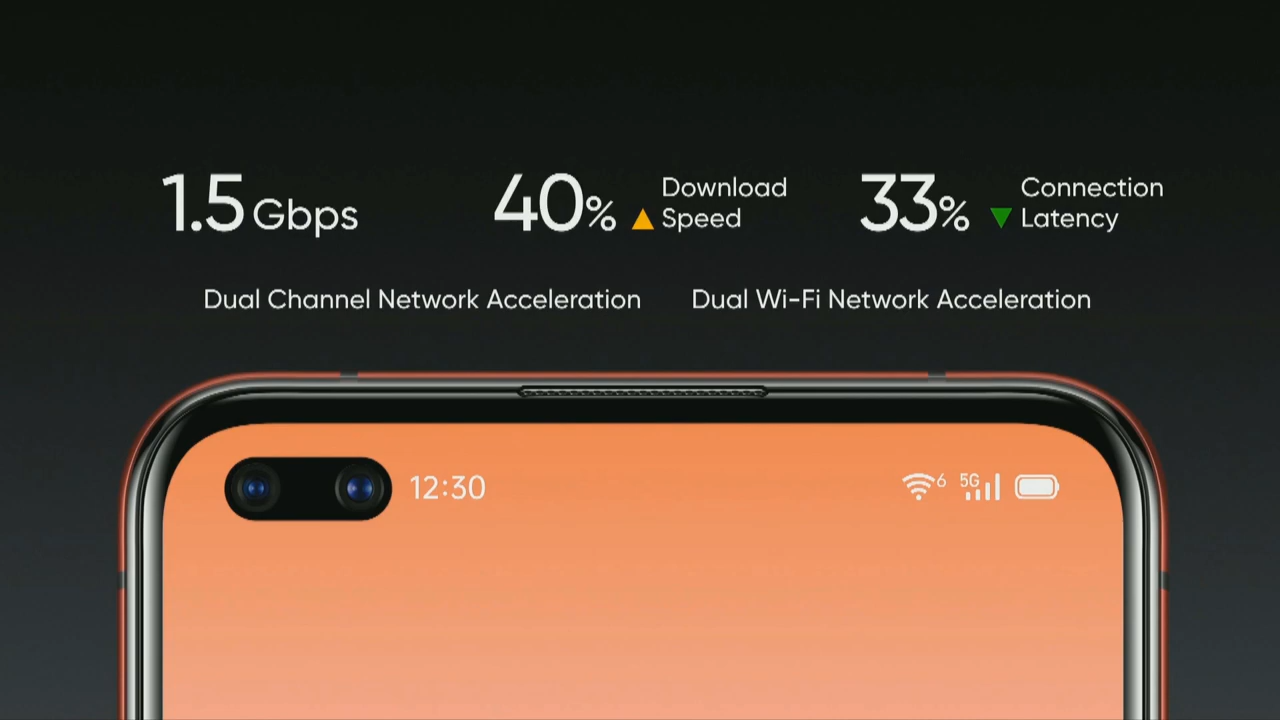 1.5 Gbps
40% ▲ Download Speed
33% ▼ Connection Latency
Dual Channel Network Acceleration
Dual Wi-Fi Network Acceleration
12:30
6 5G